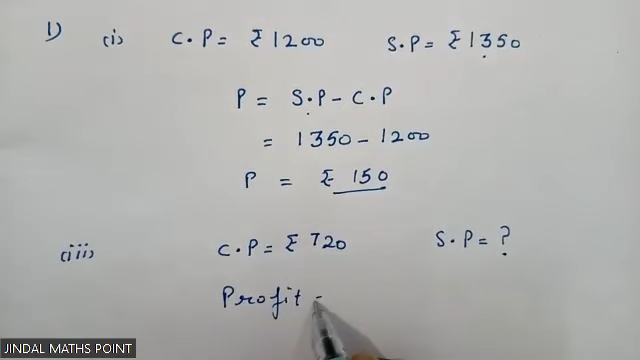 1) (i) C.P = ₹ 1200 S.P = ₹ 1350
P = S.P - C.P
= 1350 - 1200
P = ₹ 150
(iii) C.P = ₹ 720 S.P = ?
Profit -
JINDAL MATHS POINT